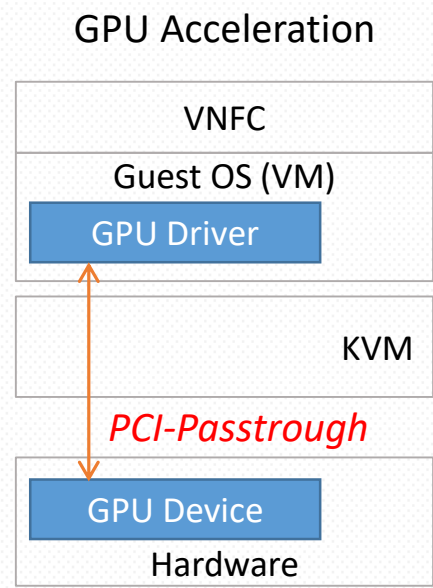 GPU Acceleration
VNFC
Guest OS (VM)
GPU Driver
KVM
PCI-Passtrough
GPU Device
Hardware